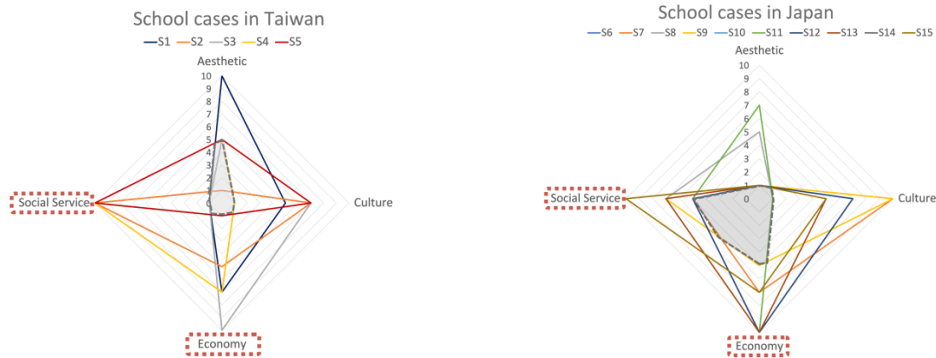 School cases in Taiwan
S1 S2 S3 S4 S5
Aesthetic
10
9
8
7
6
5
4
3
2
1
0
Social Service
Culture
Economy
School cases in Japan
S6 S7 S8 S9 S10 S11 S12 S13 S14 S15
Aesthetic
10
9
8
7
6
5
4
3
2
1
0
Social Service
Culture
Economy